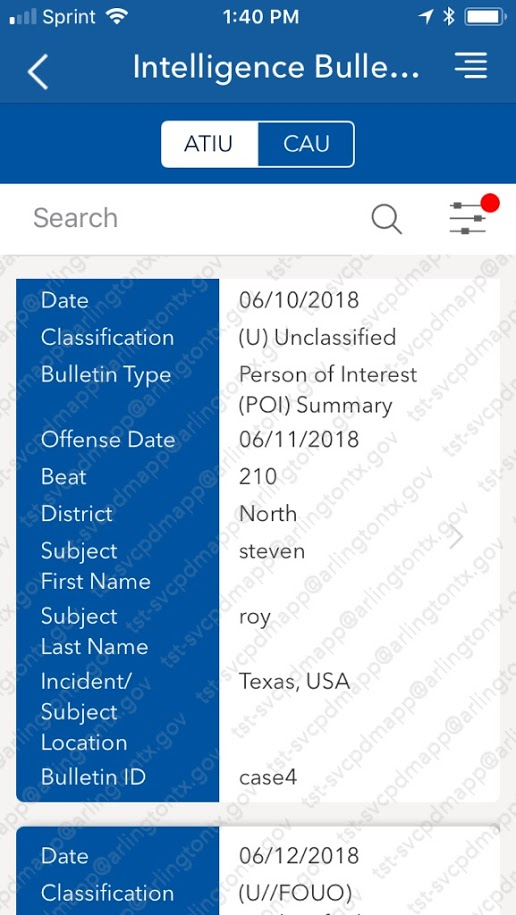 Sprint 1:40 PM
Intelligence Bulle...
ATIU CAU
Search
Date 06/10/2018
Classification (U) Unclassified
Bulletin Type Person of Interest
(POI) Summary
Offense Date 06/11/2018
Beat 210
District North
Subject steven
First Name
Subject roy
Last Name
Incident/ Texas, USA
Subject
Location
Bulletin ID case4
Date 06/12/2018
Classification (U//FOUO)
tst-svcpdmapp@arlingtontx.gov